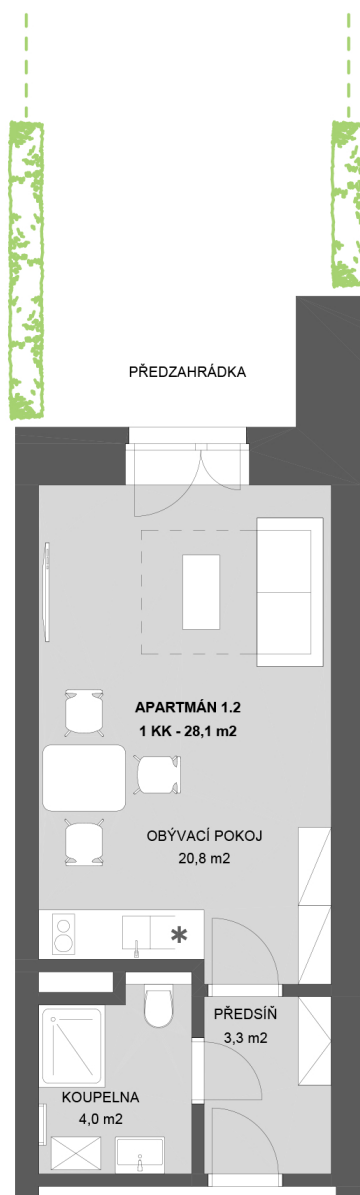 PŘEDZAHRÁDKA
APARTMÁN 1.2
1 KK - 28,1 m2
OBÝVACÍ POKOJ
20,8 m2
PŘEDSÍŇ
3,3 m2
KOUPELNA
4,0 m2